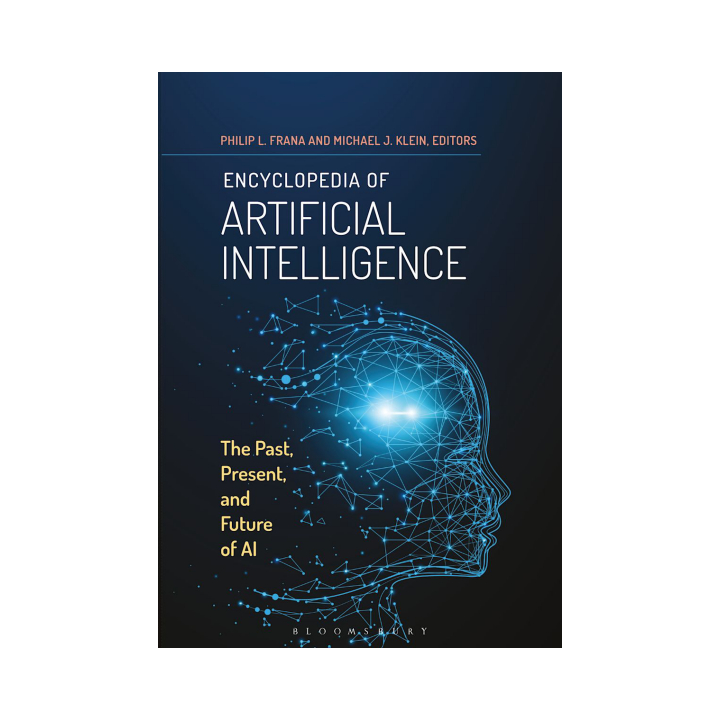 PHILIP L. FRANA AND MICHAEL J. KLEIN, EDITORS
ENCYCLOPEDIA OF
ARTIFICIAL
INTELLIGENCE
The Past,
Present,
and
Future
of AI
BLOOMSBURY